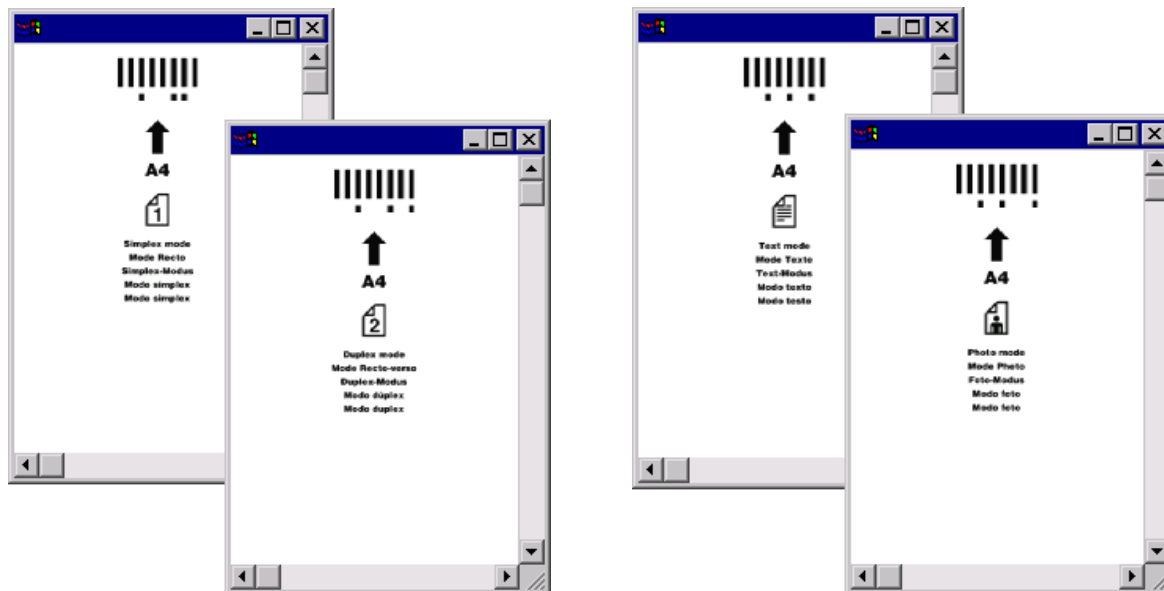 A4
1
Simplex mode
Mode Recto
Simplex-Modus
Modo simplex
Modo simplex
A4
2
Duplex mode
Mode Recto-verso
Duplex-Modus
Modo dúplex
Modo duplex
A4
Text mode
Mode Texte
Text-Modus
Modo texto
Modo testo
A4
Photo mode
Mode Photo
Foto-Modus
Modo foto
Modo foto